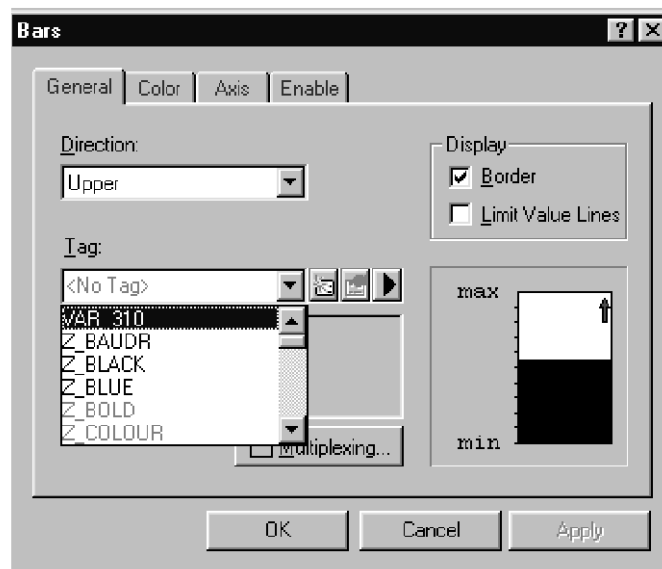 Bars
General Color Axis Enable
Direction:
Upper
Display
Border
Limit Value Lines
Tag:
<No Tag>
VAR_310
Z_BAUDR
Z_BLACK
Z_BLUE
Z_BOLD
Z_COLOUR
Multiplexing...
max
min
OK Cancel Apply